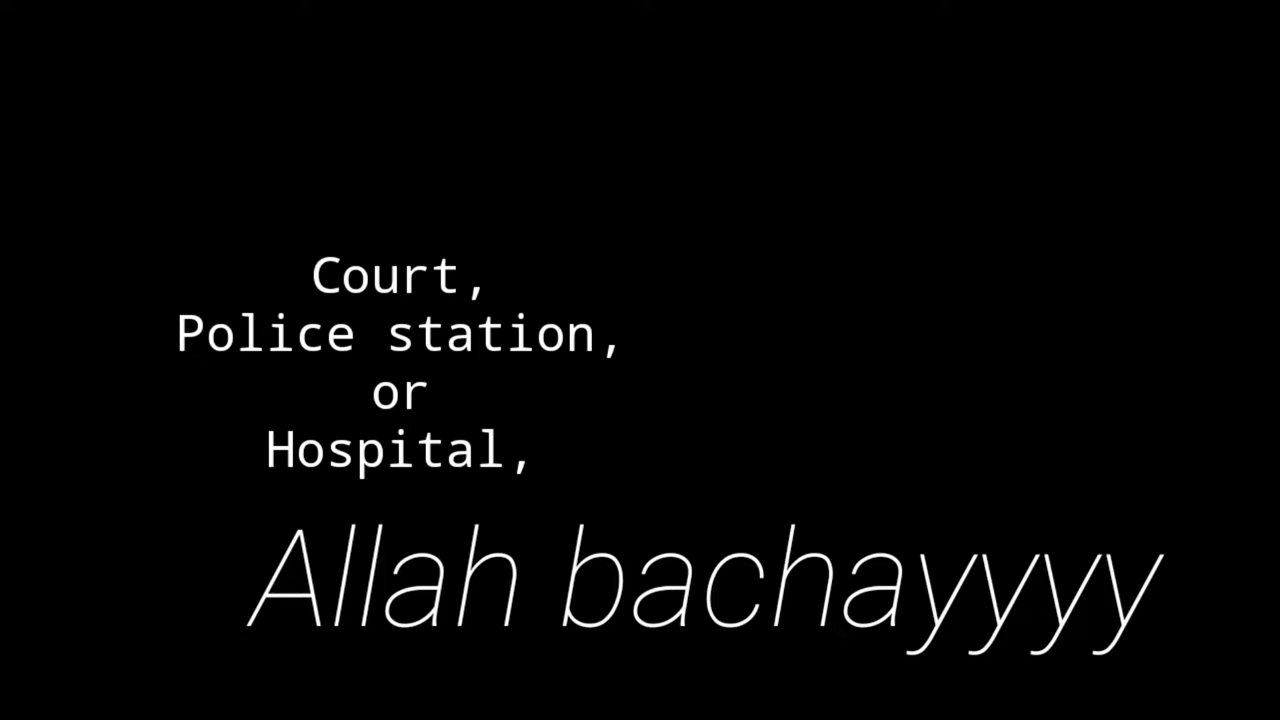 Court,
Police station,
or
Hospital,
Allah bachayyyy